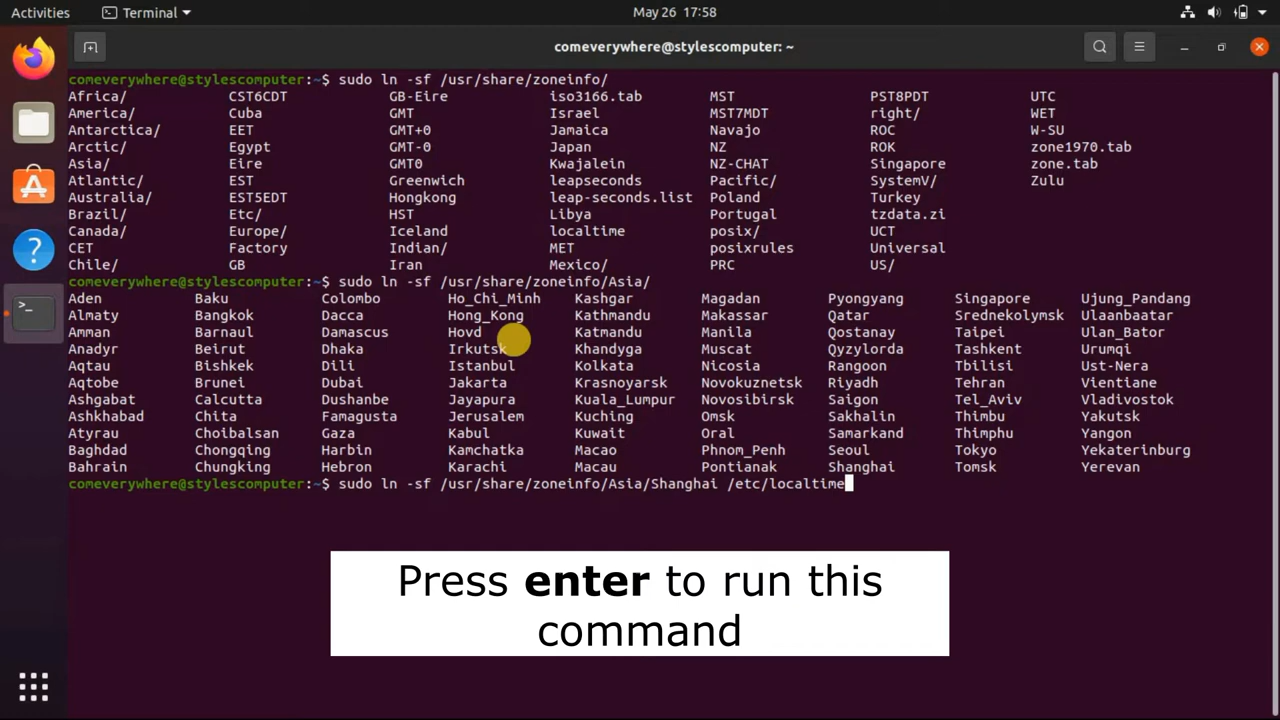 Activities Terminal May 26 17:58
comeverywhere@stylescomputer: ~
comeverywhere@stylescomputer:~$ sudo ln -sf /usr/share/zoneinfo/
Africa/ CST6CDT GB-Eire iso3166.tab MST PST8PDT UTC
America/ Cuba GMT Israel MST7MDT right/ WET
Antarctica/ EET GMT+0 Jamaica Navajo ROC W-SU
Arctic/ Egypt GMT-0 Japan NZ ROK zone1970.tab
Asia/ Eire GMT0 Kwajalein NZ-CHAT Singapore zone.tab
Atlantic/ EST Greenwich leapseconds Pacific/ SystemV/ Zulu
Australia/ EST5EDT Hongkong leap-seconds.list Poland Turkey
Brazil/ Etc/ HST Libya Portugal tzdata.zi
Canada/ Europe/ Iceland localtime posix/ UCT
CET Factory Indian/ MET posixrules Universal
Chile/ GB Iran Mexico/ PRC US/
comeverywhere@stylescomputer:~$ sudo ln -sf /usr/share/zoneinfo/Asia/
Aden Baku Colombo Ho_Chi_Minh Kashgar Magadan Pyongyang Singapore Ujung_Pandang
Almaty Bangkok Dacca Hong_Kong Kathmandu Makassar Qatar Srednekolymsk Ulaanbaatar
Amman Barnaul Damascus Hovd Katmandu Manila Qostanay Taipei Ulan_Bator
Anadyr Beirut Dhaka Irkutsk Khandyga Muscat Qyzylorda Tashkent Urumqi
Aqtau Bishkek Dili Istanbul Kolkata Nicosia Rangoon Tbilisi Ust-Nera
Aqtobe Brunei Dubai Jakarta Krasnoyarsk Novokuznetsk Riyadh Tehran Vientiane
Ashgabat Calcutta Dushanbe Jayapura Kuala_Lumpur Novosibirsk Saigon Tel_Aviv Vladivostok
Ashkhabad Chita Famagusta Jerusalem Kuching Omsk Sakhalin Thimbu Yakutsk
Atyrau Choibalsan Gaza Kabul Kuwait Oral Samarkand Thimphu Yangon
Baghdad Chongqing Harbin Kamchatka Macao Phnom_Penh Seoul Tokyo Yekaterinburg
Bahrain Chungking Hebron Karachi Macau Pontianak Shanghai Tomsk Yerevan
comeverywhere@stylescomputer:~$ sudo ln -sf /usr/share/zoneinfo/Asia/Shanghai /etc/localtime
Press enter to run this
command